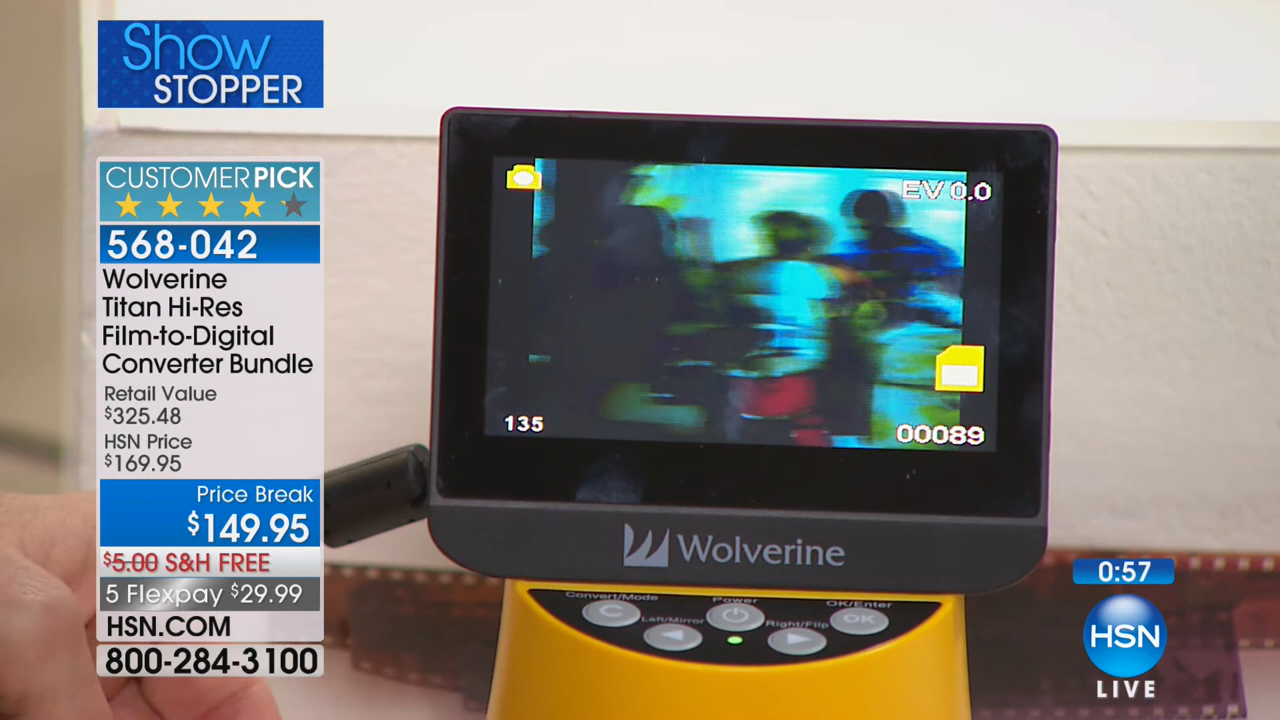 Show
STOPPER
CUSTOMER PICK
568-042
Wolverine
Titan Hi-Res
Film-to-Digital
Converter Bundle
Retail Value
$325.48
HSN Price
$169.95
Price Break
$149.95
$5.00 S&H FREE
5 Flexpay $29.99
HSN.COM
800-284-3100
EV 0.0
135
00089
Wolverine
Convert/Mode
Power
OK/Enter
C
OK
Left/Mirror
Right/Flip
0:57
HSN
LIVE